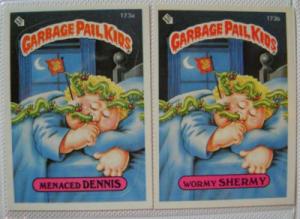 173a
GARBAGE PAIL KIDS
MENACED DENNIS
173b
GARBAGE PAIL KIDS
WORMY SHERMY